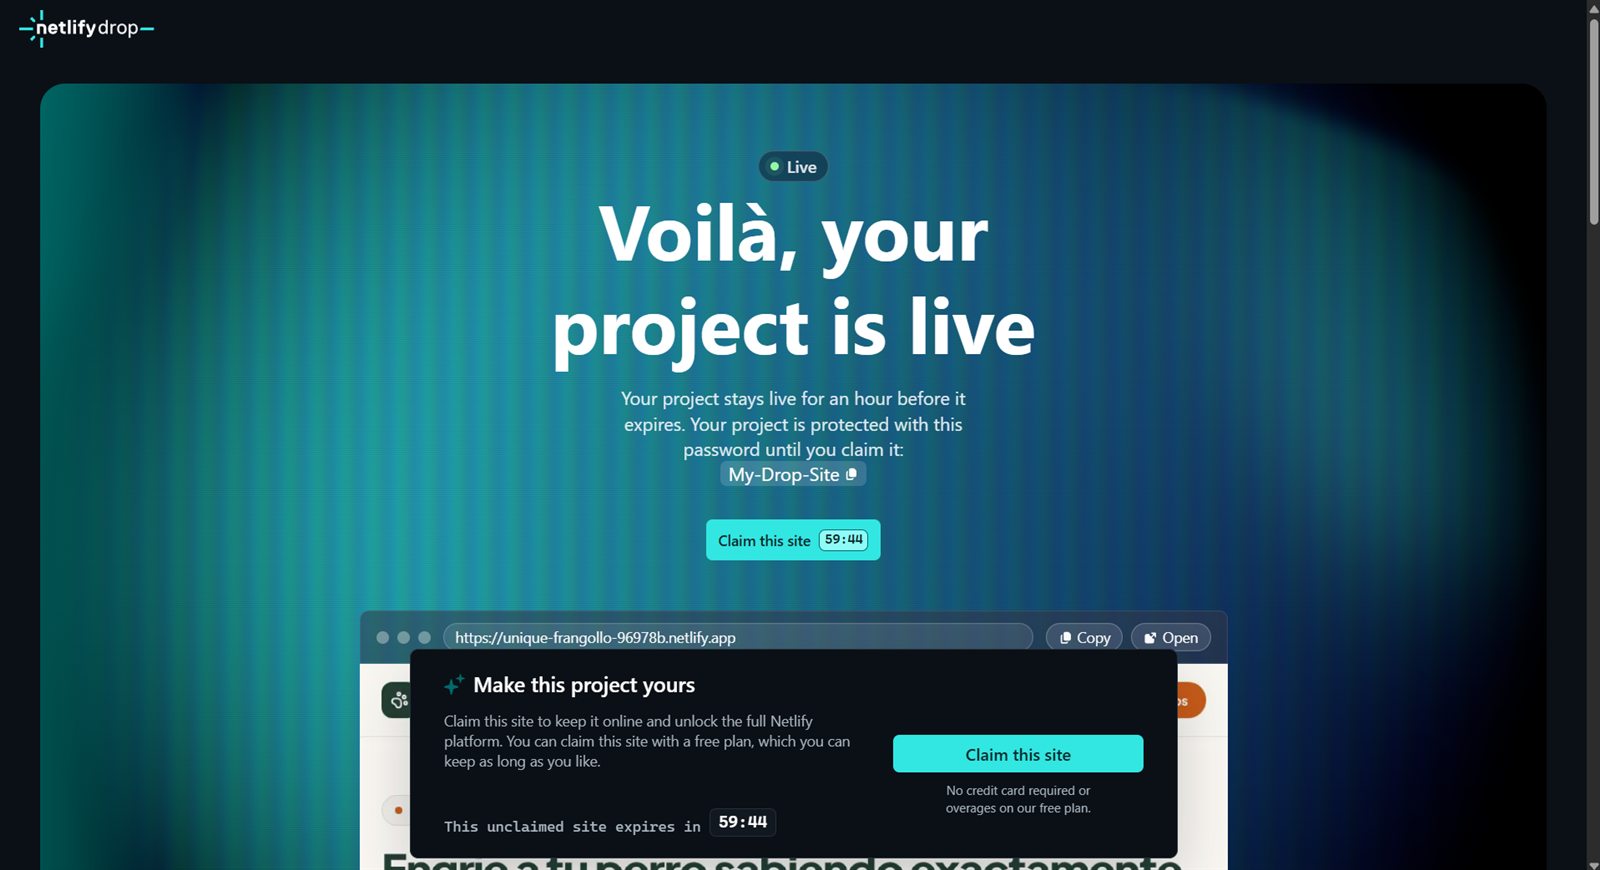 netlify drop
Live
Voilà, your
project is live
Your project stays live for an hour before it
expires. Your project is protected with this
password until you claim it:
My-Drop-Site
Claim this site 59:44
https://unique-frangollo-96978b.netlify.app
Copy
Open
Make this project yours
Claim this site to keep it online and unlock the full Netlify
platform. You can claim this site with a free plan, which you can
keep as long as you like.
Claim this site
No credit card required or
overages on our free plan.
This unclaimed site expires in 59:44